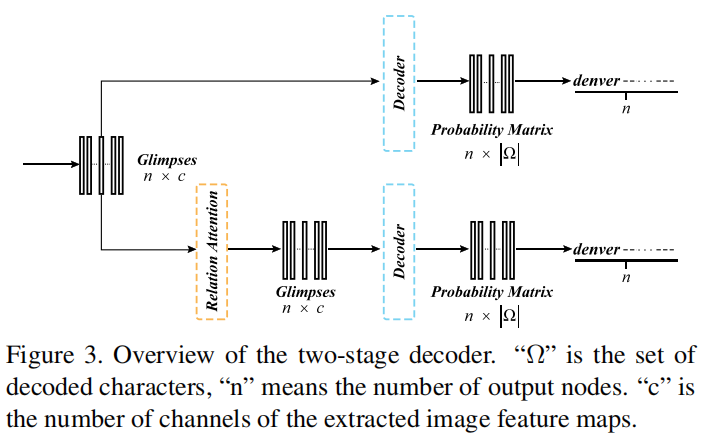 Decoder
denver -- ··· ---
n
Probability Matrix
n × |Ω|
Glimpses
n × c
Relation Attention
Glimpses
n × c
Decoder
Probability Matrix
n × |Ω|
denver -- ··· ---
n
Figure 3. Overview of the two-stage decoder. “Ω” is the set of
decoded characters, “n” means the number of output nodes. “c” is
the number of channels of the extracted image feature maps.